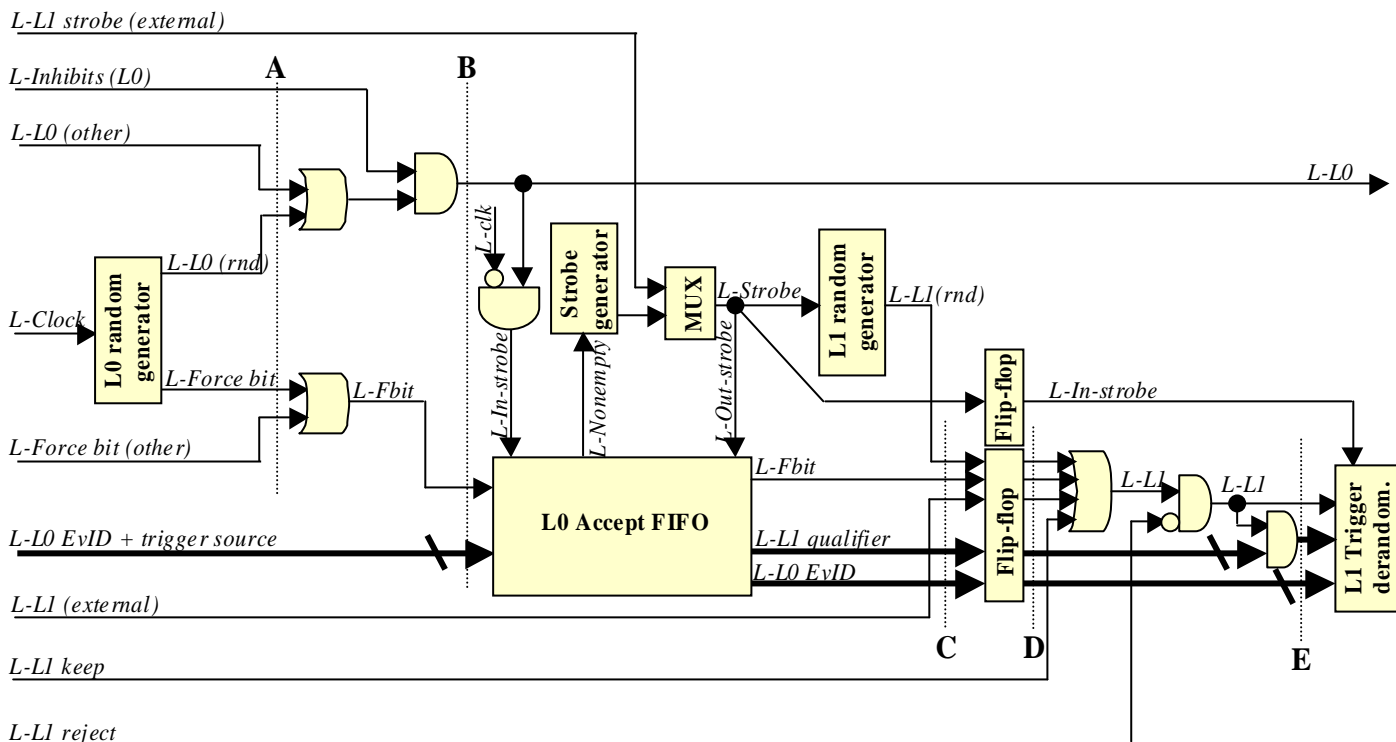 L-L1 strobe (external)
A
B
L-Inhibits (L0)
L-L0 (other)
L-L0
L-clk
Strobe
generator
L-L0 (rnd)
MUX
L-Strobe
L1 random
generator
L-L1(rnd)
L-Clock
L0 random
generator
L-In-strobe
L-Nonempty
L-Out-strobe
L-Force bit
L-Fbit
Flip-flop
L-In-strobe
L-Force bit (other)
L-Fbit
L-L1
L-L1
L0 Accept FIFO
Flip-flop
L1 Trigger
derandom.
L-L0 EvID + trigger source
L-L1 qualifier
L-L0 EvID
L-L1 (external)
C
D
E
L-L1 keep
L-L1 reject